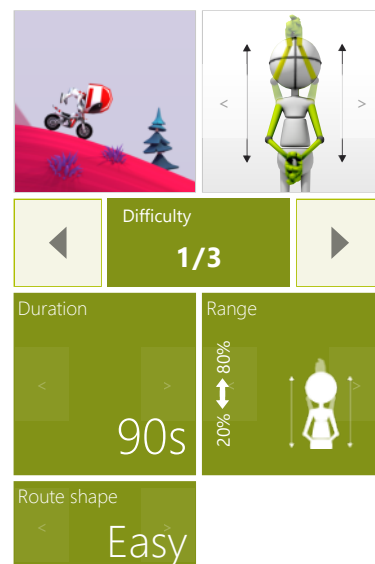 < >
Difficulty
1/3
Duration
< >
90s
Range
20% 80%
< >
Route shape
< >
Easy